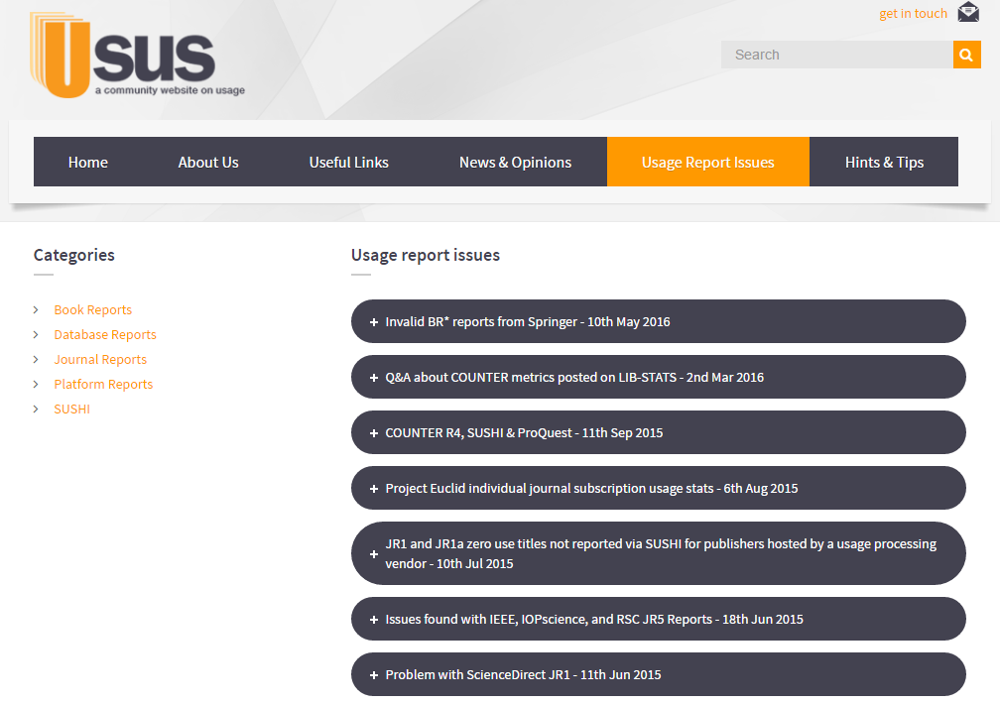 get in touch
Usus
a community website on usage
Search
Home
About Us
Useful Links
News & Opinions
Usage Report Issues
Hints & Tips
Categories
Book Reports
Database Reports
Journal Reports
Platform Reports
SUSHI
Usage report issues
+ Invalid BR* reports from Springer - 10th May 2016
+ Q&A about COUNTER metrics posted on LIB-STATS - 2nd Mar 2016
+ COUNTER R4, SUSHI & ProQuest - 11th Sep 2015
+ Project Euclid individual journal subscription usage stats - 6th Aug 2015
+ JR1 and JR1a zero use titles not reported via SUSHI for publishers hosted by a usage processing
vendor - 10th Jul 2015
+ Issues found with IEEE, IOPscience, and RSC JR5 Reports - 18th Jun 2015
+ Problem with ScienceDirect JR1 - 11th Jun 2015